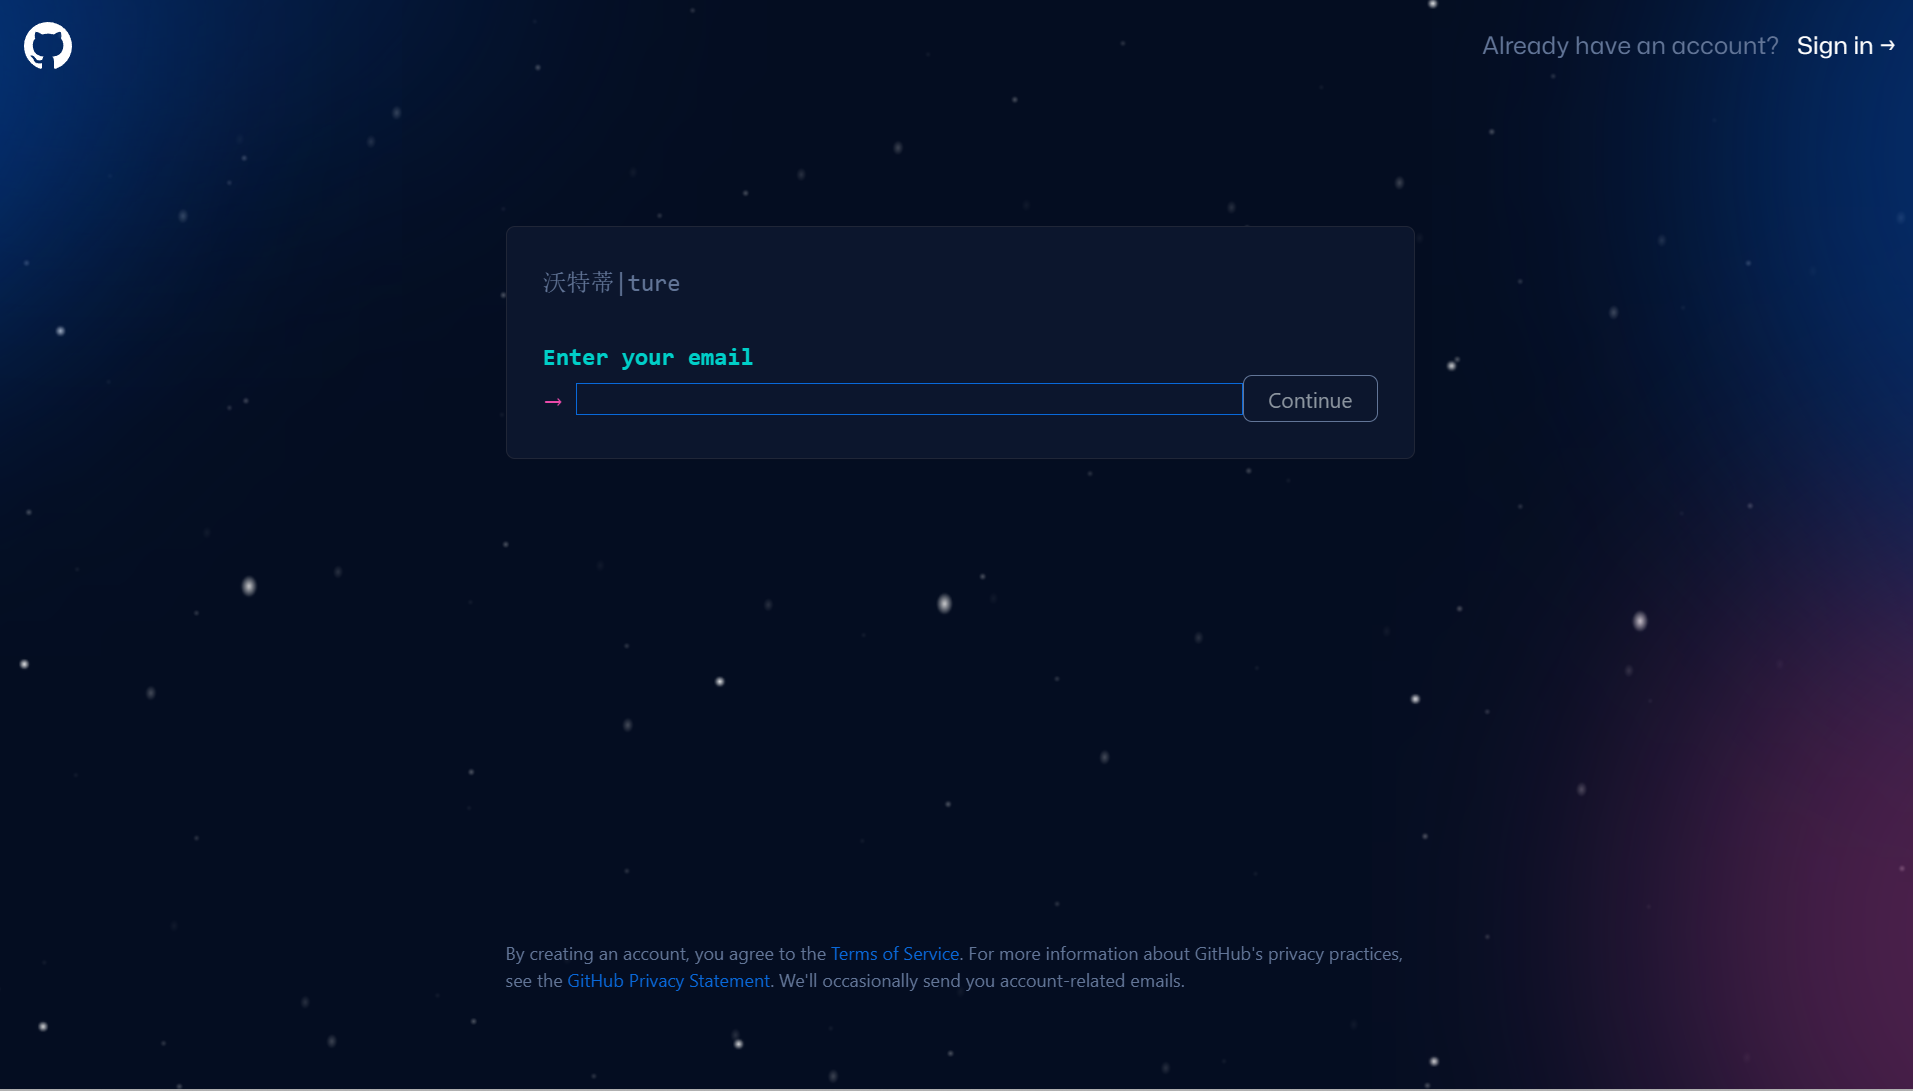 Already have an account? Sign in →
沃特蒂|ture
Enter your email
→
Continue
By creating an account, you agree to the Terms of Service. For more information about GitHub's privacy practices,
see the GitHub Privacy Statement. We'll occasionally send you account-related emails.